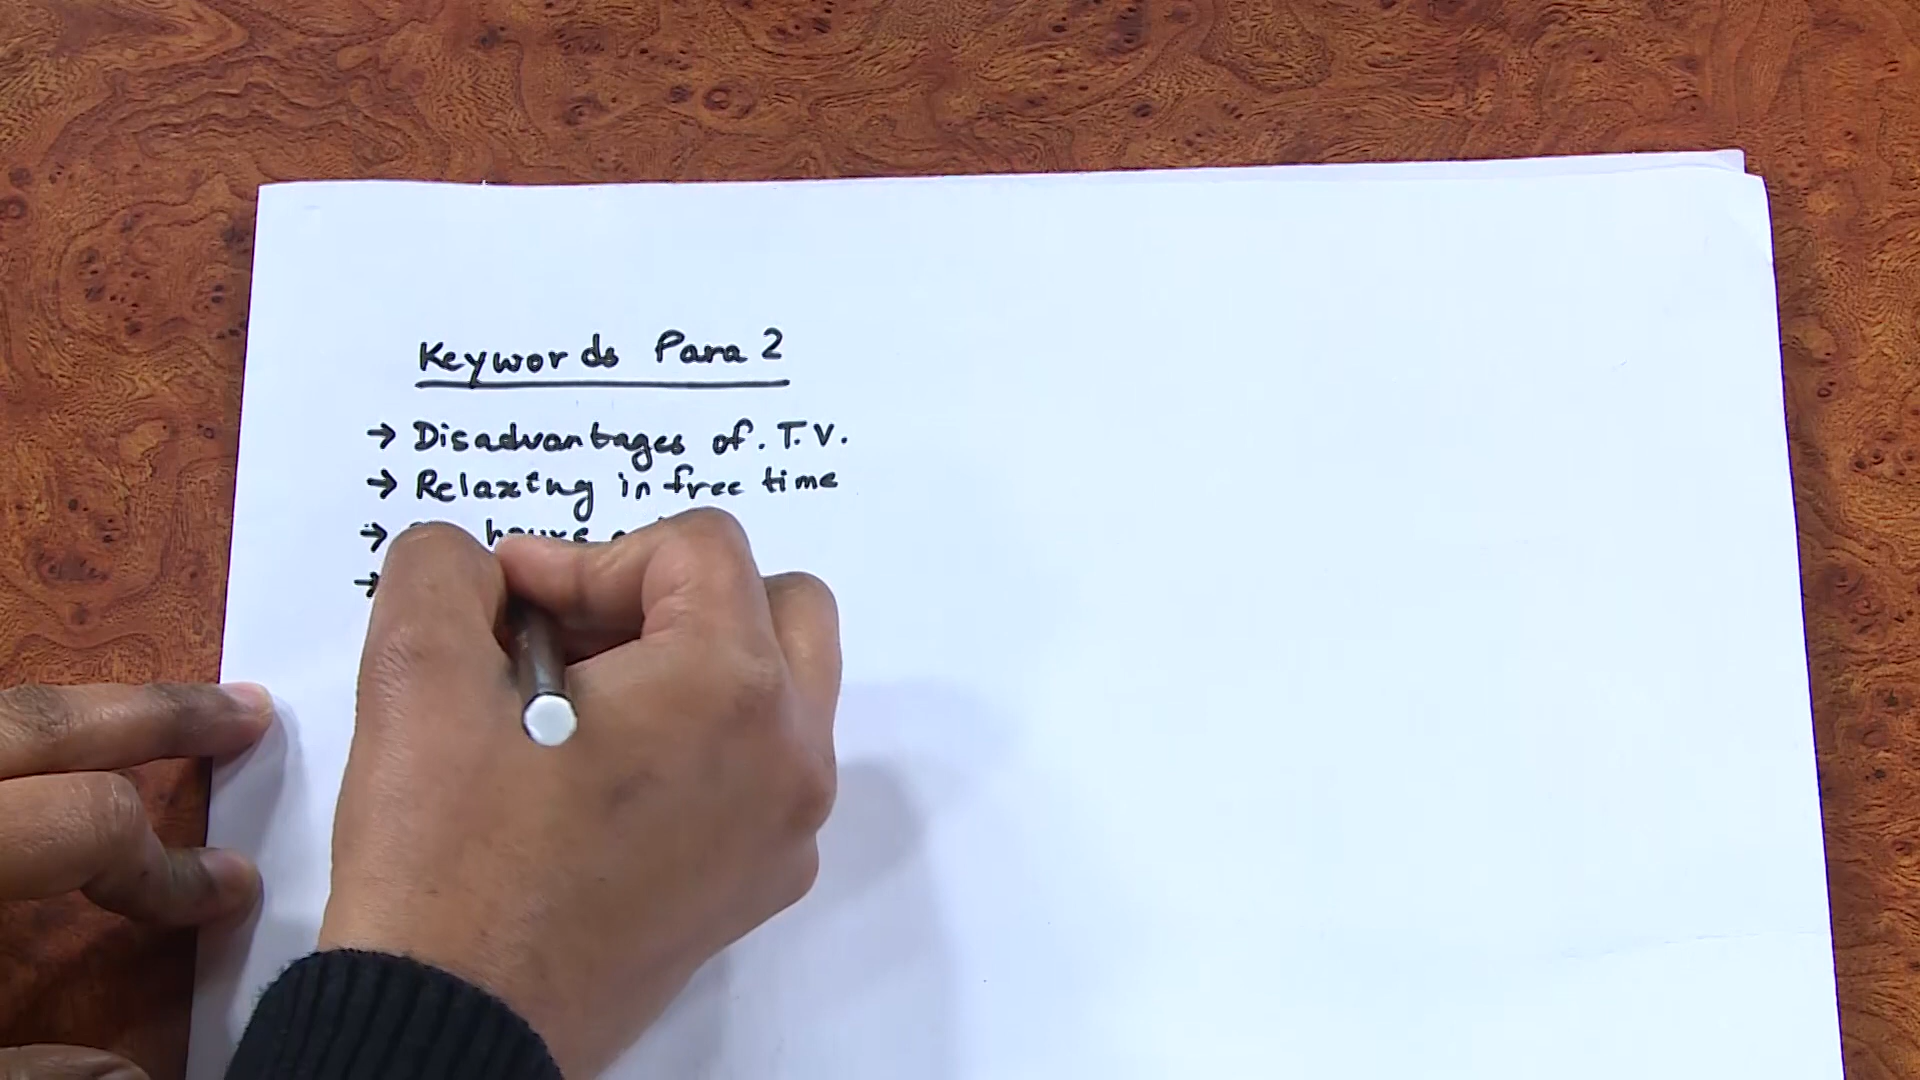 Keywords Para 2
→ Disadvantages of. T.V.
→ Relaxing in free time
→ hours
→